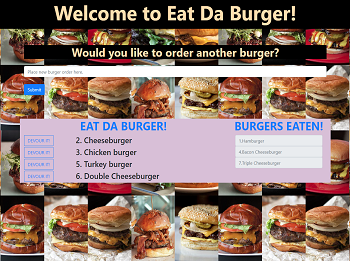 Welcome to Eat Da Burger!
Would you like to order another burger?
Place new burger order here.
Submit
EAT DA BURGER!
DEVOUR IT! 2. Cheeseburger
DEVOUR IT! 3. Chicken burger
DEVOUR IT! 5. Turkey burger
DEVOUR IT! 6. Double Cheeseburger
BURGERS EATEN!
1.Hamburger
4.Bacon Cheeseburger
7.Triple Cheeseburger